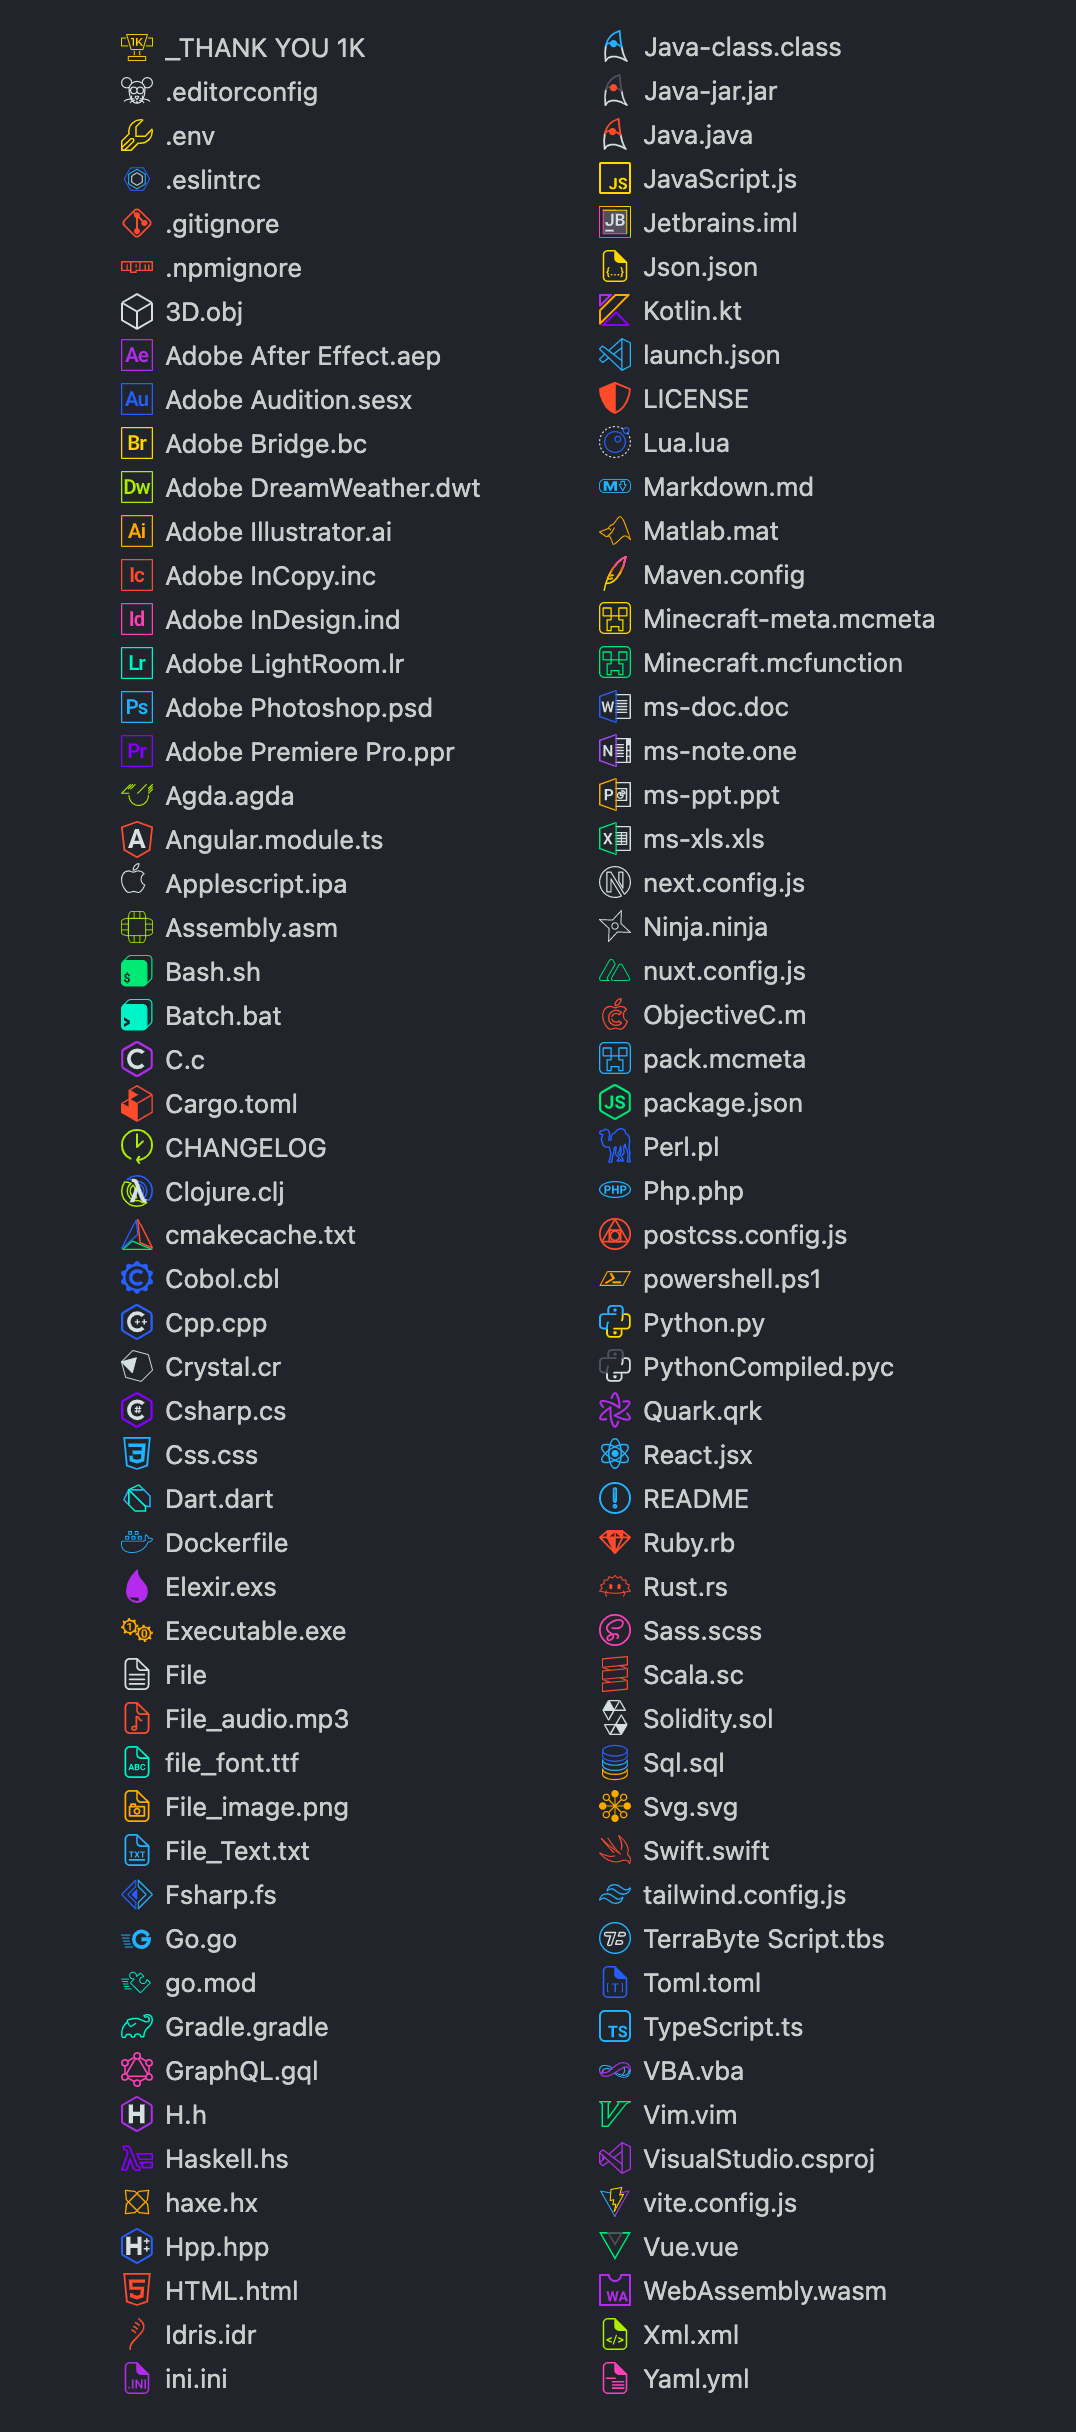 _THANK YOU 1K
.editorconfig
.env
.eslintrc
.gitignore
.npmignore
3D.obj
Adobe After Effect.aep
Adobe Audition.sesx
Adobe Bridge.bc
Adobe DreamWeather.dwt
Adobe Illustrator.ai
Adobe InCopy.inc
Adobe InDesign.ind
Adobe LightRoom.lr
Adobe Photoshop.psd
Adobe Premiere Pro.ppr
Agda.agda
Angular.module.ts
Applescript.ipa
Assembly.asm
Bash.sh
Batch.bat
C.c
Cargo.toml
CHANGELOG
Clojure.clj
cmakecache.txt
Cobol.cbl
Cpp.cpp
Crystal.cr
Csharp.cs
Css.css
Dart.dart
Dockerfile
Elexir.exs
Executable.exe
File
File_audio.mp3
file_font.ttf
File_image.png
File_Text.txt
Fsharp.fs
Go.go
go.mod
Gradle.gradle
GraphQL.gql
H.h
Haskell.hs
haxe.hx
Hpp.hpp
HTML.html
Idris.idr
ini.ini
Java-class.class
Java-jar.jar
Java.java
JavaScript.js
Jetbrains.iml
Json.json
Kotlin.kt
launch.json
LICENSE
Lua.lua
Markdown.md
Matlab.mat
Maven.config
Minecraft-meta.mcmeta
Minecraft.mcfunction
ms-doc.doc
ms-note.one
ms-ppt.ppt
ms-xls.xls
next.config.js
Ninja.ninja
nuxt.config.js
ObjectiveC.m
pack.mcmeta
package.json
Perl.pl
Php.php
postcss.config.js
powershell.ps1
Python.py
PythonCompiled.pyc
Quark.qrk
React.jsx
README
Ruby.rb
Rust.rs
Sass.scss
Scala.sc
Solidity.sol
Sql.sql
Svg.svg
Swift.swift
tailwind.config.js
TerraByte Script.tbs
Toml.toml
TypeScript.ts
VBA.vba
Vim.vim
VisualStudio.csproj
vite.config.js
Vue.vue
WebAssembly.wasm
Xml.xml
Yaml.yml